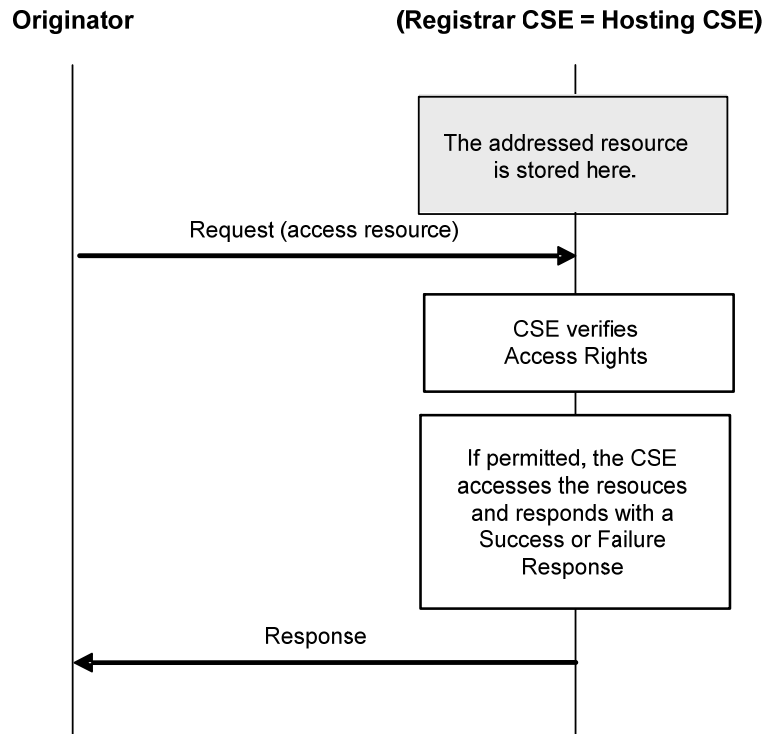 Originator
(Registrar CSE = Hosting CSE)
The addressed resource
is stored here.
Request (access resource)
CSE verifies
Access Rights
If permitted, the CSE
accesses the resouces
and responds with a
Success or Failure
Response
Response